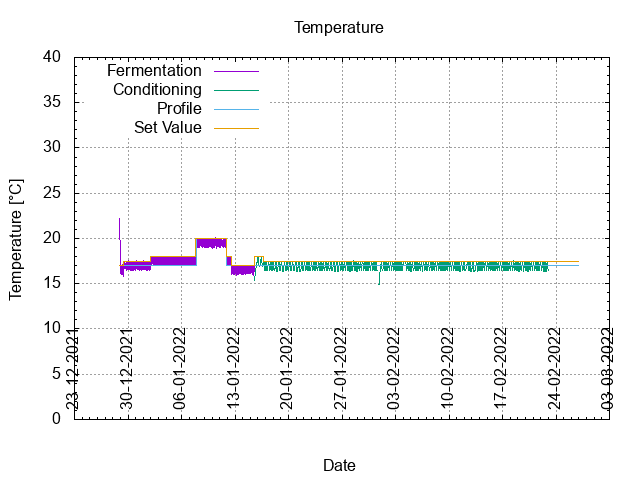 Temperature
40
35
30
25
20
15
10
5
0
Temperature [°C]
Fermentation
Conditioning
Profile
Set Value
23-12-2021
30-12-2021
06-01-2022
13-01-2022
20-01-2022
27-01-2022
03-02-2022
10-02-2022
17-02-2022
24-02-2022
03-03-2022
Date